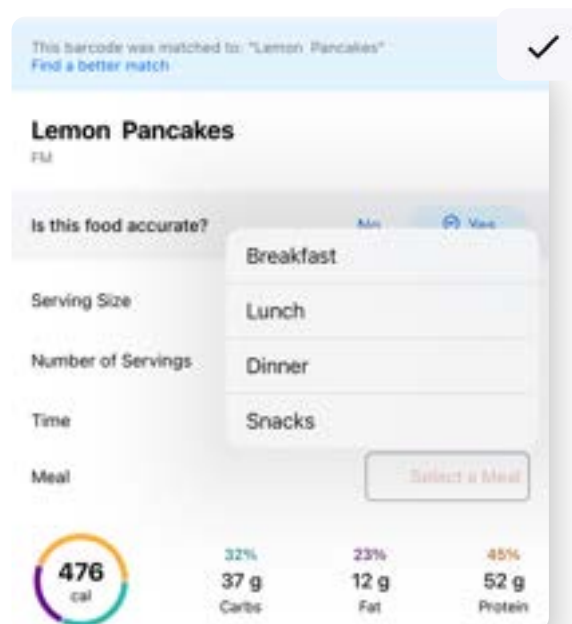 This barcode was matched to: "Lemon Pancakes"
Find a better match
Lemon Pancakes
FM
Is this food accurate?
No
Yes
Breakfast
Serving Size
Lunch
Number of Servings
Dinner
Time
Snacks
Meal
Select a Meal
476
cal
32%
23%
45%
37 g
12 g
52 g
Carbs
Fat
Protein